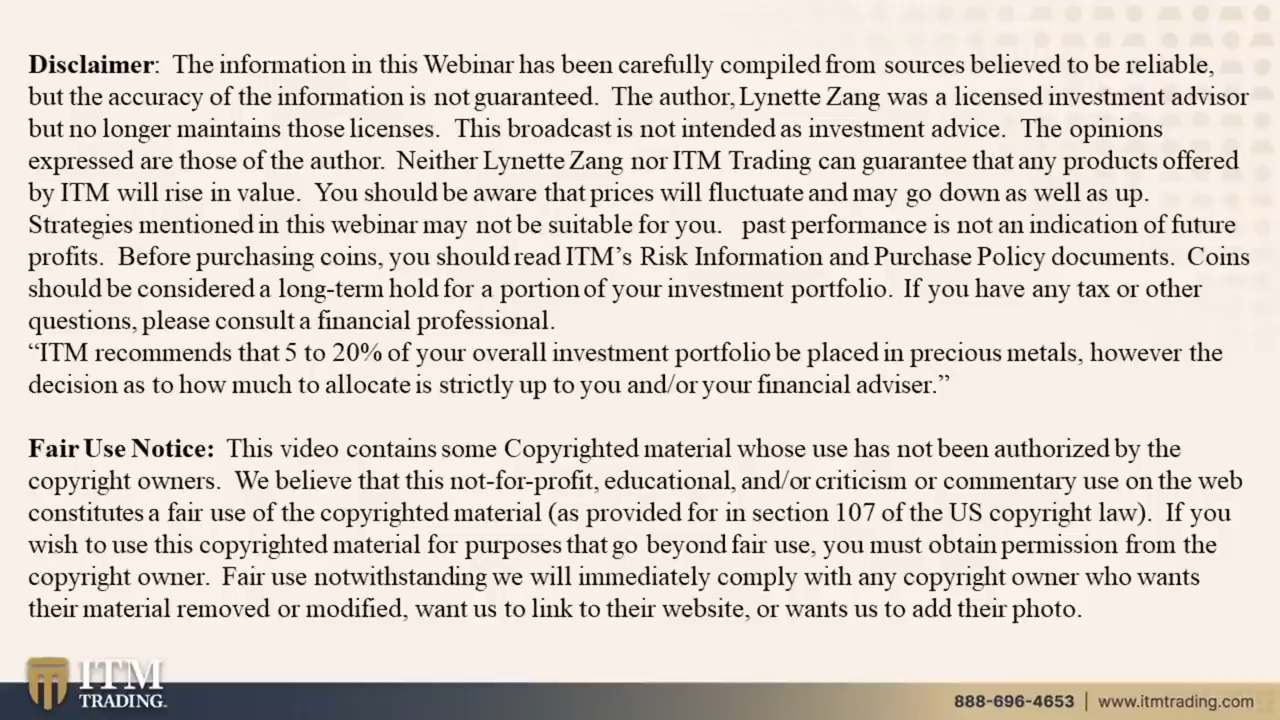 Disclaimer: The information in this Webinar has been carefully compiled from sources believed to be reliable,
but the accuracy of the information is not guaranteed. The author, Lynette Zang was a licensed investment advisor
but no longer maintains those licenses. This broadcast is not intended as investment advice. The opinions
expressed are those of the author. Neither Lynette Zang nor ITM Trading can guarantee that any products offered
by ITM will rise in value. You should be aware that prices will fluctuate and may go down as well as up.
Strategies mentioned in this webinar may not be suitable for you. past performance is not an indication of future
profits. Before purchasing coins, you should read ITM’s Risk Information and Purchase Policy documents. Coins
should be considered a long-term hold for a portion of your investment portfolio. If you have any tax or other
questions, please consult a financial professional.
“ITM recommends that 5 to 20% of your overall investment portfolio be placed in precious metals, however the
decision as to how much to allocate is strictly up to you and/or your financial adviser.”
Fair Use Notice: This video contains some Copyrighted material whose use has not been authorized by the
copyright owners. We believe that this not-for-profit, educational, and/or criticism or commentary use on the web
constitutes a fair use of the copyrighted material (as provided for in section 107 of the US copyright law). If you
wish to use this copyrighted material for purposes that go beyond fair use, you must obtain permission from the
copyright owner. Fair use notwithstanding we will immediately comply with any copyright owner who wants
their material removed or modified, want us to link to their website, or wants us to add their photo.
ITM
TRADING.
888-696-4653 | www.itmtrading.com